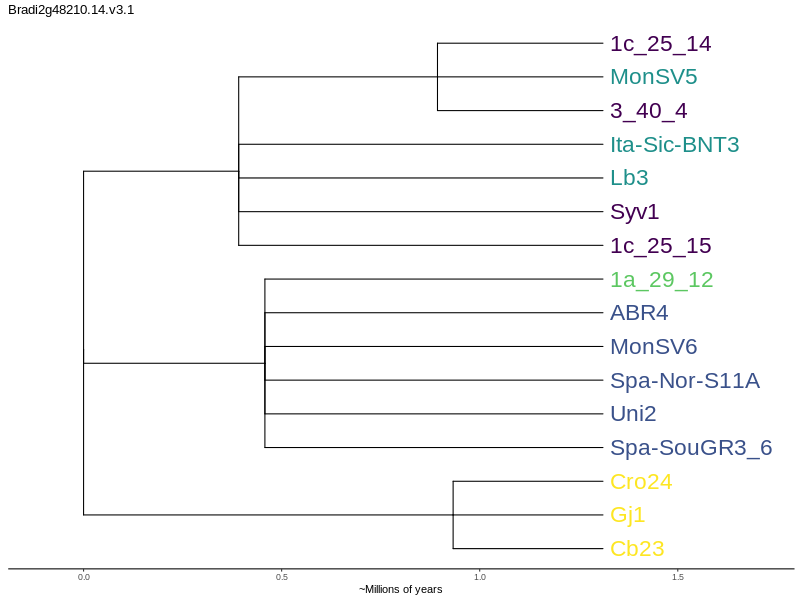 Bradi2g48210.14.v3.1
1c_25_14
MonSV5
3_40_4
Ita-Sic-BNT3
Lb3
Syv1
1c_25_15
1a_29_12
ABR4
MonSV6
Spa-Nor-S11A
Uni2
Spa-SouGR3_6
Cro24
Gj1
Cb23
0.0 0.5 1.0 1.5
~Millions of years